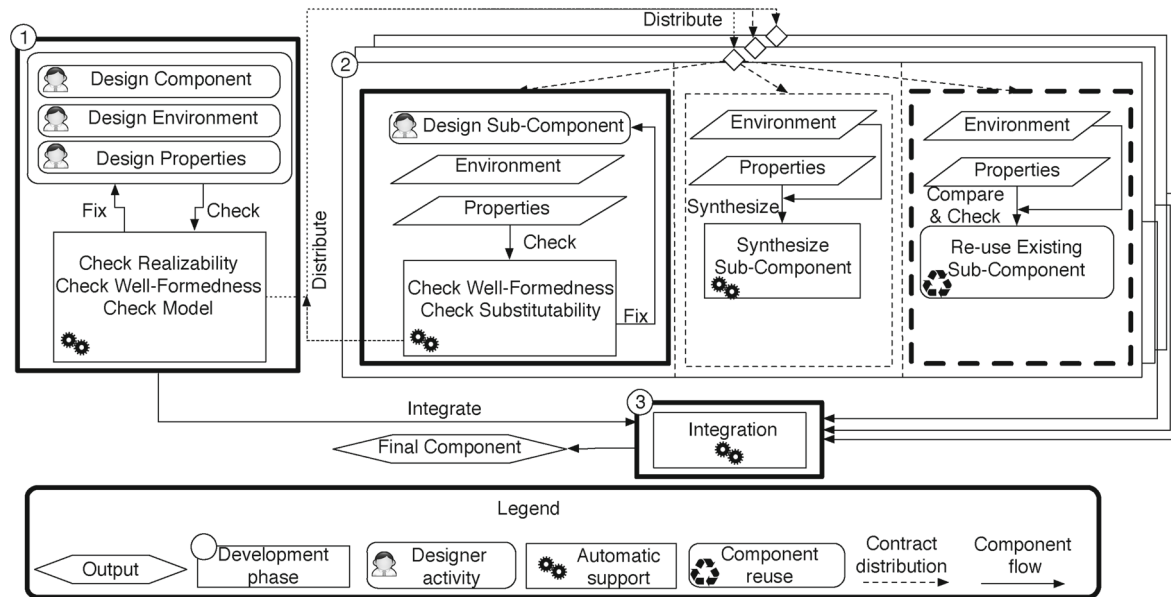 Distribute
1
Design Component
Design Environment
Design Properties
Fix
Check
Check Realizability
Check Well-Formedness
Check Model
Distribute
2
Design Sub-Component
Environment
Properties
Check
Check Well-Formedness
Check Substitutability
Fix
Environment
Properties
Synthesize
Synthesize
Sub-Component
Environment
Properties
Compare
& Check
Re-use Existing
Sub-Component
Integrate
3
Integration
Final Component
Legend
Output
Development
phase
Designer
activity
Automatic
support
Component
reuse
Contract
distribution
Component
flow